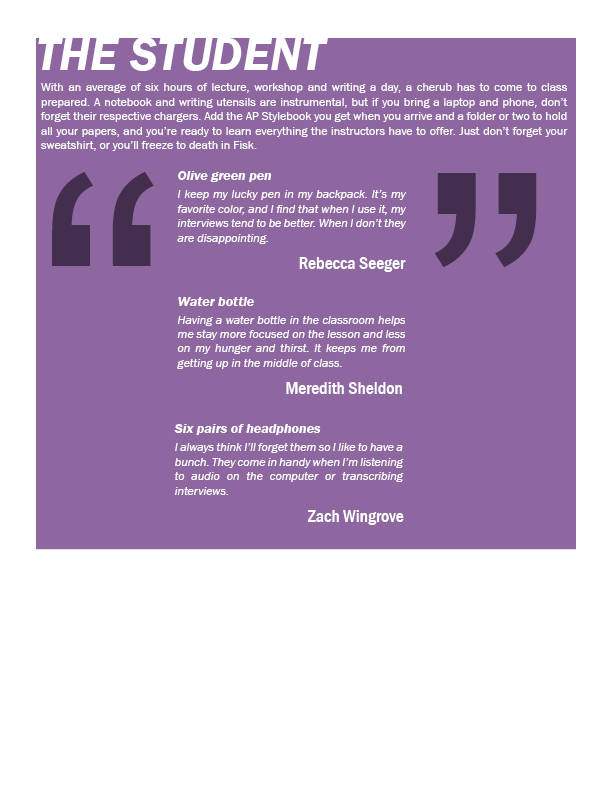 THE STUDENT
With an average of six hours of lecture, workshop and writing a day, a cherub has to come to class
prepared. A notebook and writing utensils are instrumental, but if you bring a laptop and phone, don't
forget their respective chargers. Add the AP Stylebook you get when you arrive and a folder or two to hold
all your papers, and you're ready to learn everything the instructors have to offer. Just don't forget your
sweatshirt, or you'll freeze to death in Fisk.
“ ”
Olive green pen
I keep my lucky pen in my backpack. It's my
favorite color, and I find that when I use it, my
interviews tend to be better. When I don't they
are disappointing.
Rebecca Seeger
Water bottle
Having a water bottle in the classroom helps
me stay more focused on the lesson and less
on my hunger and thirst. It keeps me from
getting up in the middle of class.
Meredith Sheldon
Six pairs of headphones
I always think I'll forget them so I like to have a
bunch. They come in handy when I'm listening
to audio on the computer or transcribing
interviews.
Zach Wingrove